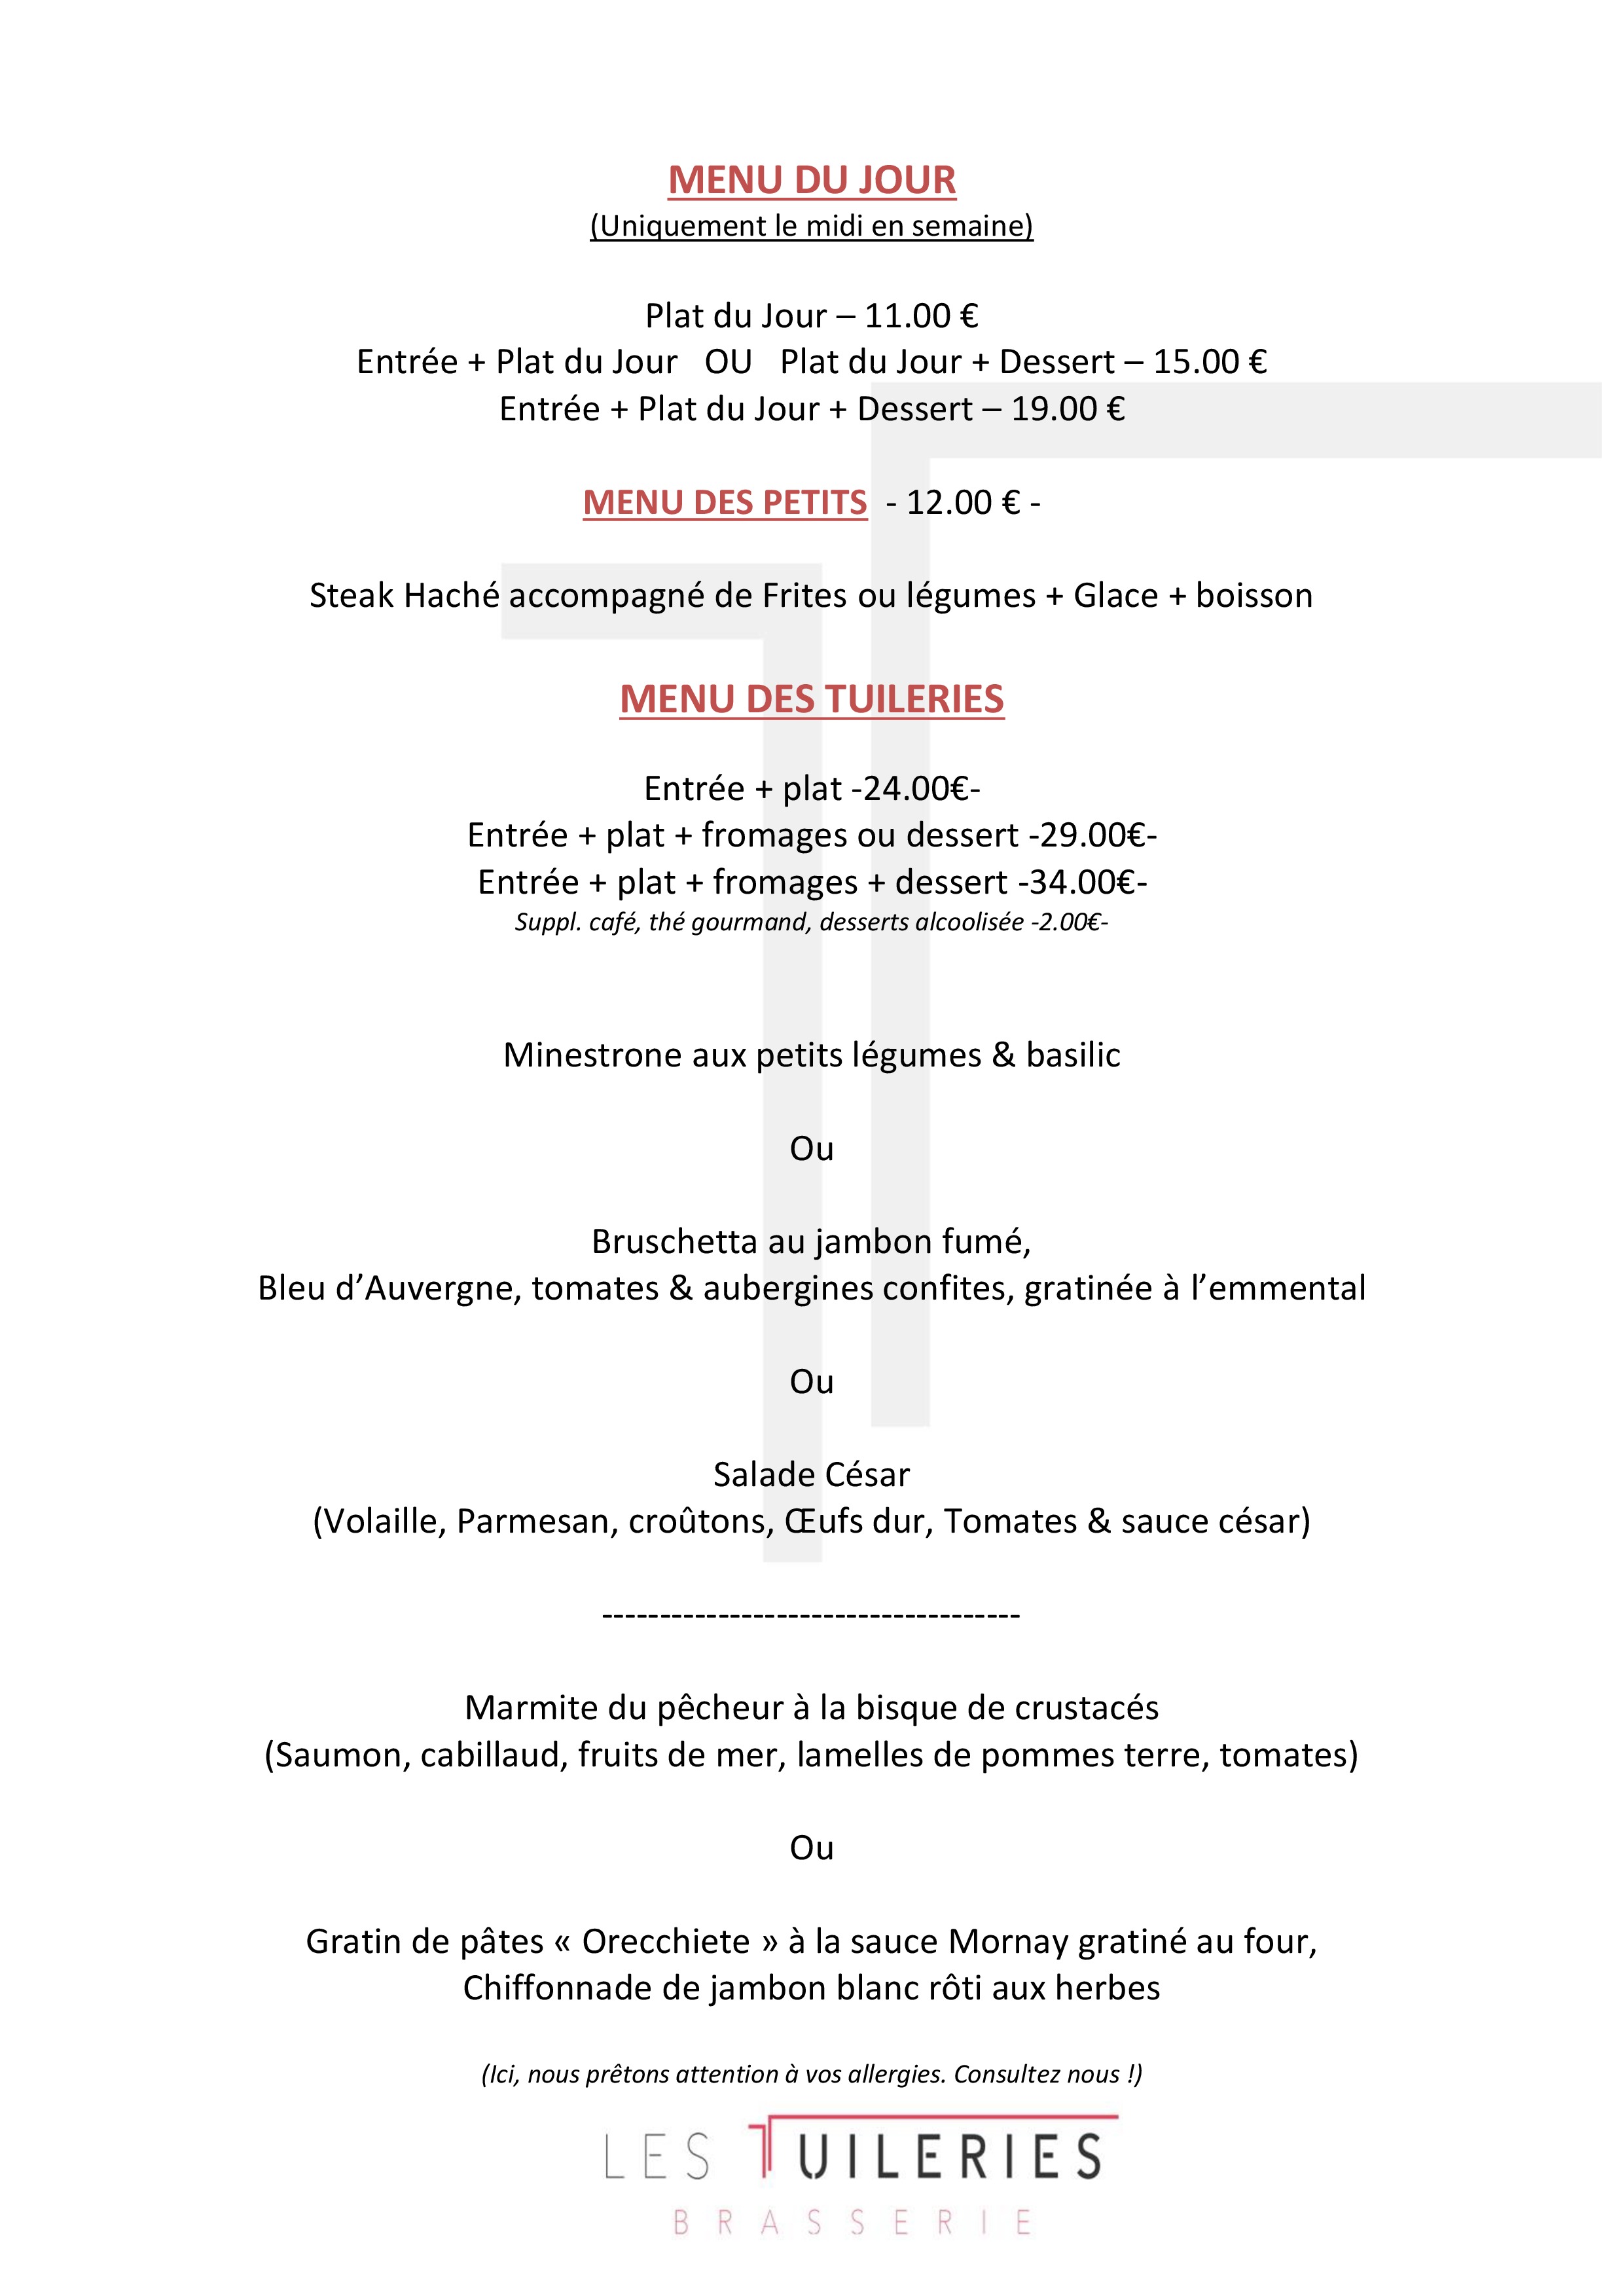 MENU DU JOUR
(Uniquement le midi en semaine)
Plat du Jour – 11.00 €
Entrée + Plat du Jour OU Plat du Jour + Dessert – 15.00 €
Entrée + Plat du Jour + Dessert – 19.00 €
MENU DES PETITS - 12.00 € -
Steak Haché accompagné de Frites ou légumes + Glace + boisson
MENU DES TUILERIES
Entrée + plat -24.00€-
Entrée + plat + fromages ou dessert -29.00€-
Entrée + plat + fromages + dessert -34.00€-
Suppl. café, thé gourmand, desserts alcoolisée -2.00€-
Minestrone aux petits légumes & basilic
Ou
Bruschetta au jambon fumé,
Bleu d’Auvergne, tomates & aubergines confites, gratinée à l’emmental
Ou
Salade César
(Volaille, Parmesan, croûtons, Œufs dur, Tomates & sauce césar)
------------------------------------
Marmite du pêcheur à la bisque de crustacés
(Saumon, cabillaud, fruits de mer, lamelles de pommes terre, tomates)
Ou
Gratin de pâtes « Orecchiete » à la sauce Mornay gratiné au four,
Chiffonnade de jambon blanc rôti aux herbes
(Ici, nous prêtons attention à vos allergies. Consultez nous !)
LES TUILERIES
BRASSERIE